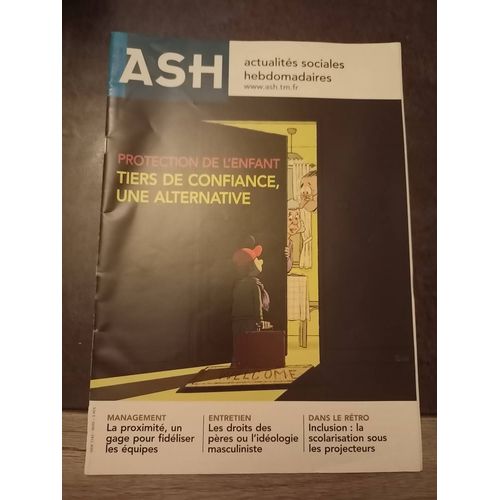 ASH
actualités sociales
hebdomadaires
www.ash.tm.fr
PROTECTION DE L'ENFANT
TIERS DE CONFIANCE,
UNE ALTERNATIVE
WELCOME
MANAGEMENT
La proximité, un
gage pour fidéliser
les équipes
ENTRETIEN
Les droits des
pères ou l'idéologie
masculiniste
DANS LE RÉTRO
Inclusion : la
scolarisation sous
les projecteurs